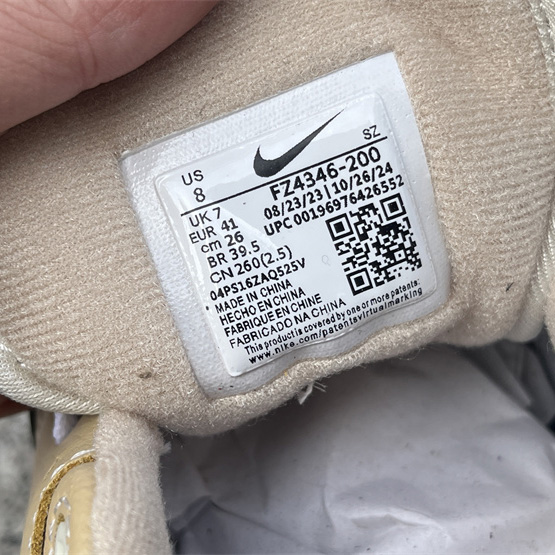 US
SZ
8
FZ4346-200
UK 7
08/23/23 | 10/26/24
EUR 41
UPC 00196976426552
cm 26
BR 39.5
CN 260(2.5)
04PS16ZAQ525V
MADE IN CHINA
HECHO EN CHINA
FABRIQUE EN CHINE
FABRICADO NA CHINA
This product is covered by one or more patents:
www.nike.com/patentsvirtualmarking